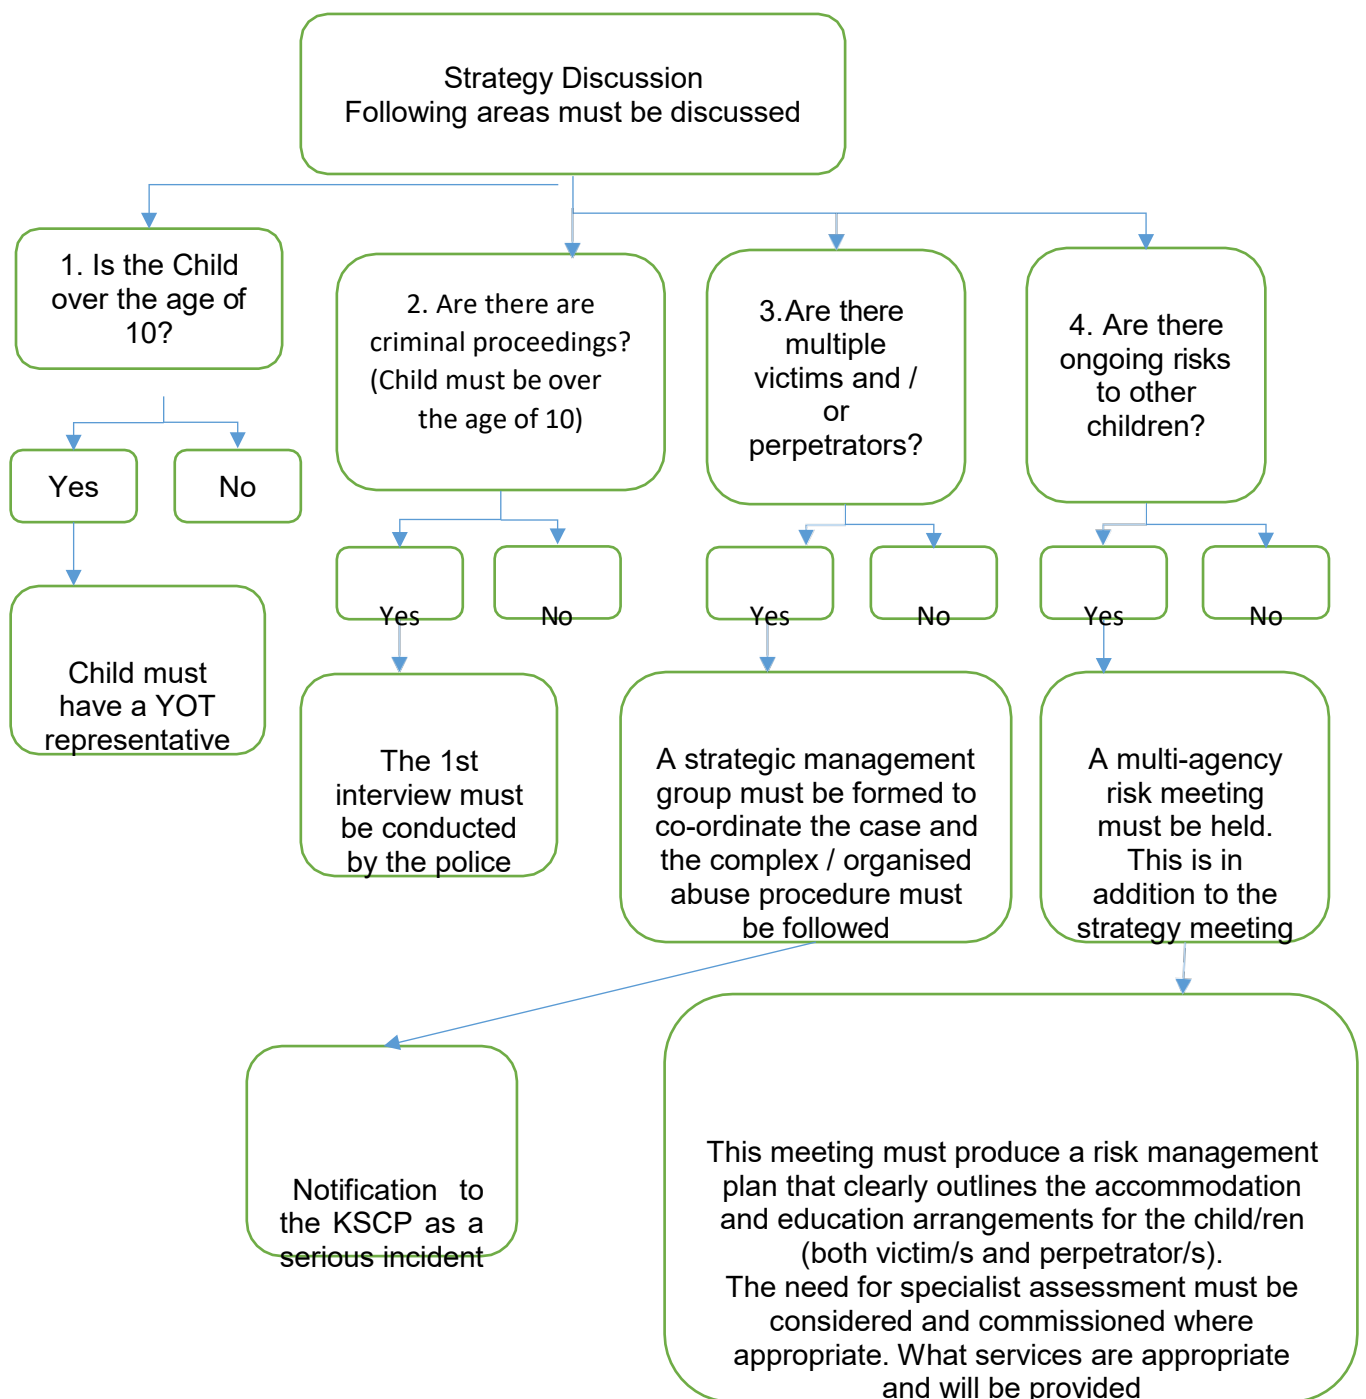 Strategy Discussion
Following areas must be discussed
1. Is the Child
over the age of
10?
Yes
No
Child must
have a YOT
representative
2. Are there are
criminal proceedings?
(Child must be over
the age of 10)
Yes
No
The 1st
interview must
be conducted
by the police
3.Are there
multiple
victims and /
or
perpetrators?
Yes
No
A strategic management
group must be formed to
co-ordinate the case and
the complex / organised
abuse procedure must
be followed
Notification to
the KSCP as a
serious incident
4. Are there
ongoing risks
to other
children?
Yes
No
A multi-agency
risk meeting
must be held.
This is in
addition to the
strategy meeting
This meeting must produce a risk management
plan that clearly outlines the accommodation
and education arrangements for the child/ren
(both victim/s and perpetrator/s).
The need for specialist assessment must be
considered and commissioned where
appropriate. What services are appropriate
and will be provided